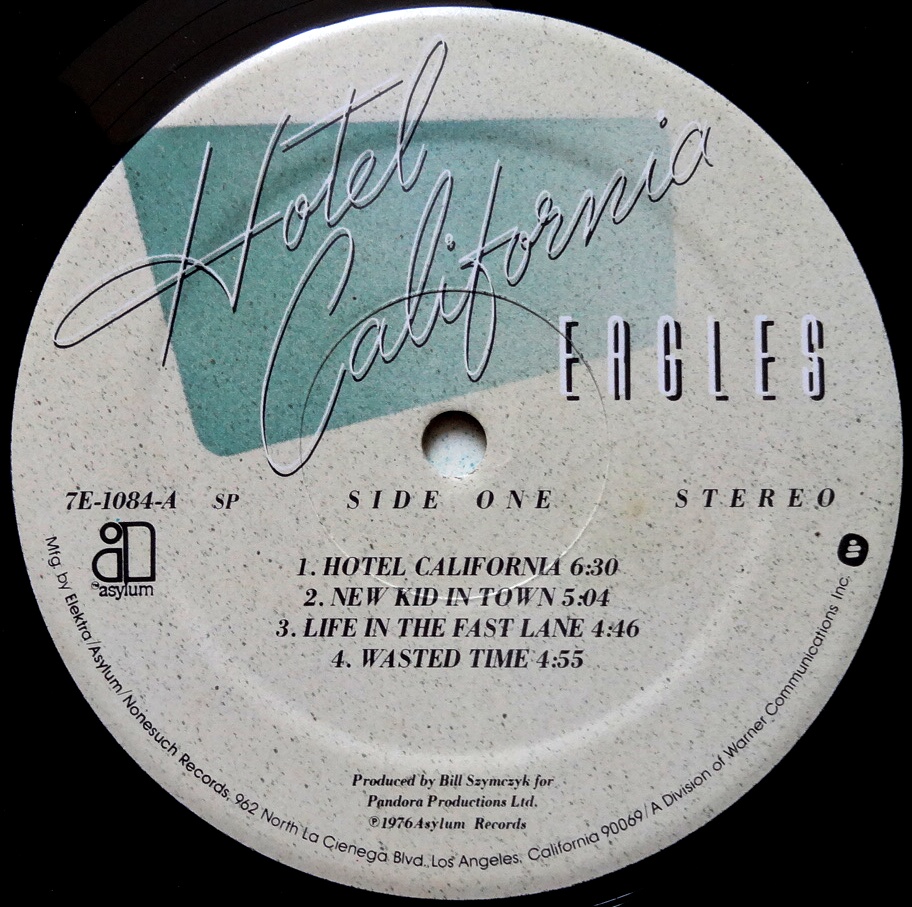 Hotel
California
EAGLES
7E-1084-A SP SIDE ONE STEREO
asylum
1. HOTEL CALIFORNIA 6:30
2. NEW KID IN TOWN 5:04
3. LIFE IN THE FAST LANE 4:46
4. WASTED TIME 4:55
Produced by Bill Szymczyk for
Pandora Productions Ltd.
℗1976 Asylum Records
Mfg. by Elektra/Asylum/Nonesuch Records, 962 North La Cienega Blvd., Los Angeles, California 90069/A Division of Warner Communications Inc.